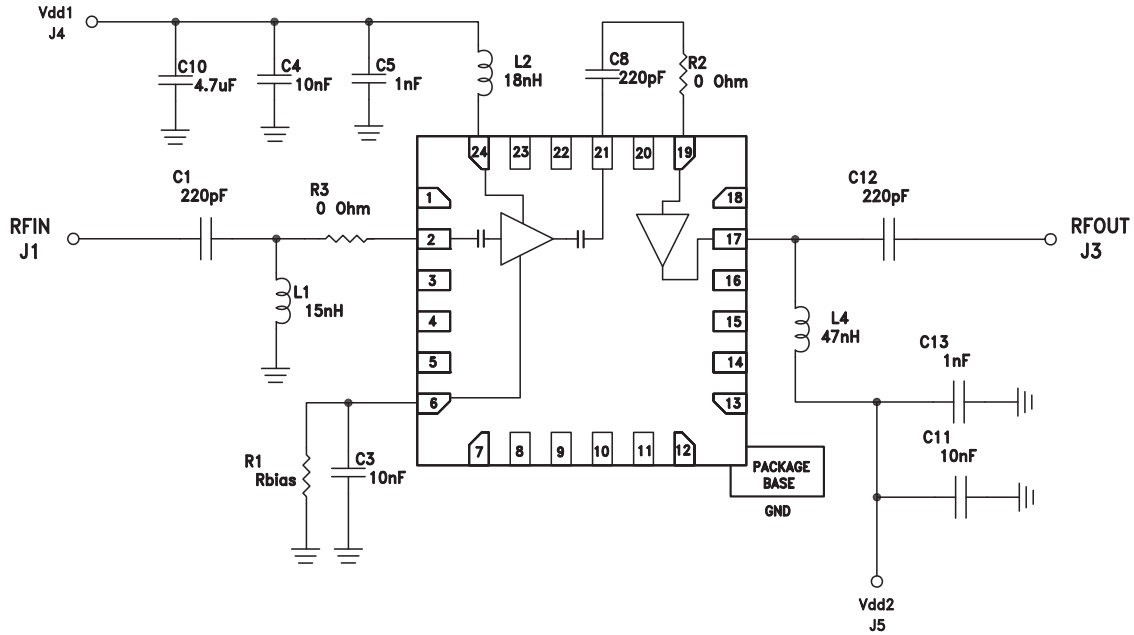 Vdd1
J4
C10
4.7uF
C4
10nF
C5
1nF
L2
18nH
C8
220pF
R2
0 Ohm
24
23
22
21
20
19
C1
220pF
R3
0 Ohm
C12
220pF
1
18
RFIN
J1
2
17
RFOUT
J3
3
16
L1
15nH
4
15
L4
47nH
5
14
C13
1nF
6
13
C11
10nF
R1
Rbias
C3
10nF
7
8
9
10
11
12
PACKAGE
BASE
GND
Vdd2
J5